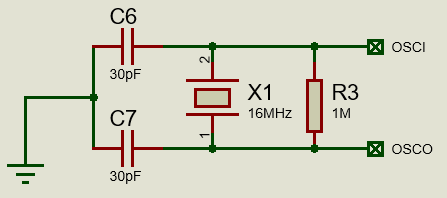 C6
30pF
OSCI
2
X1
16MHz
1
R3
1M
C7
30pF
OSCO